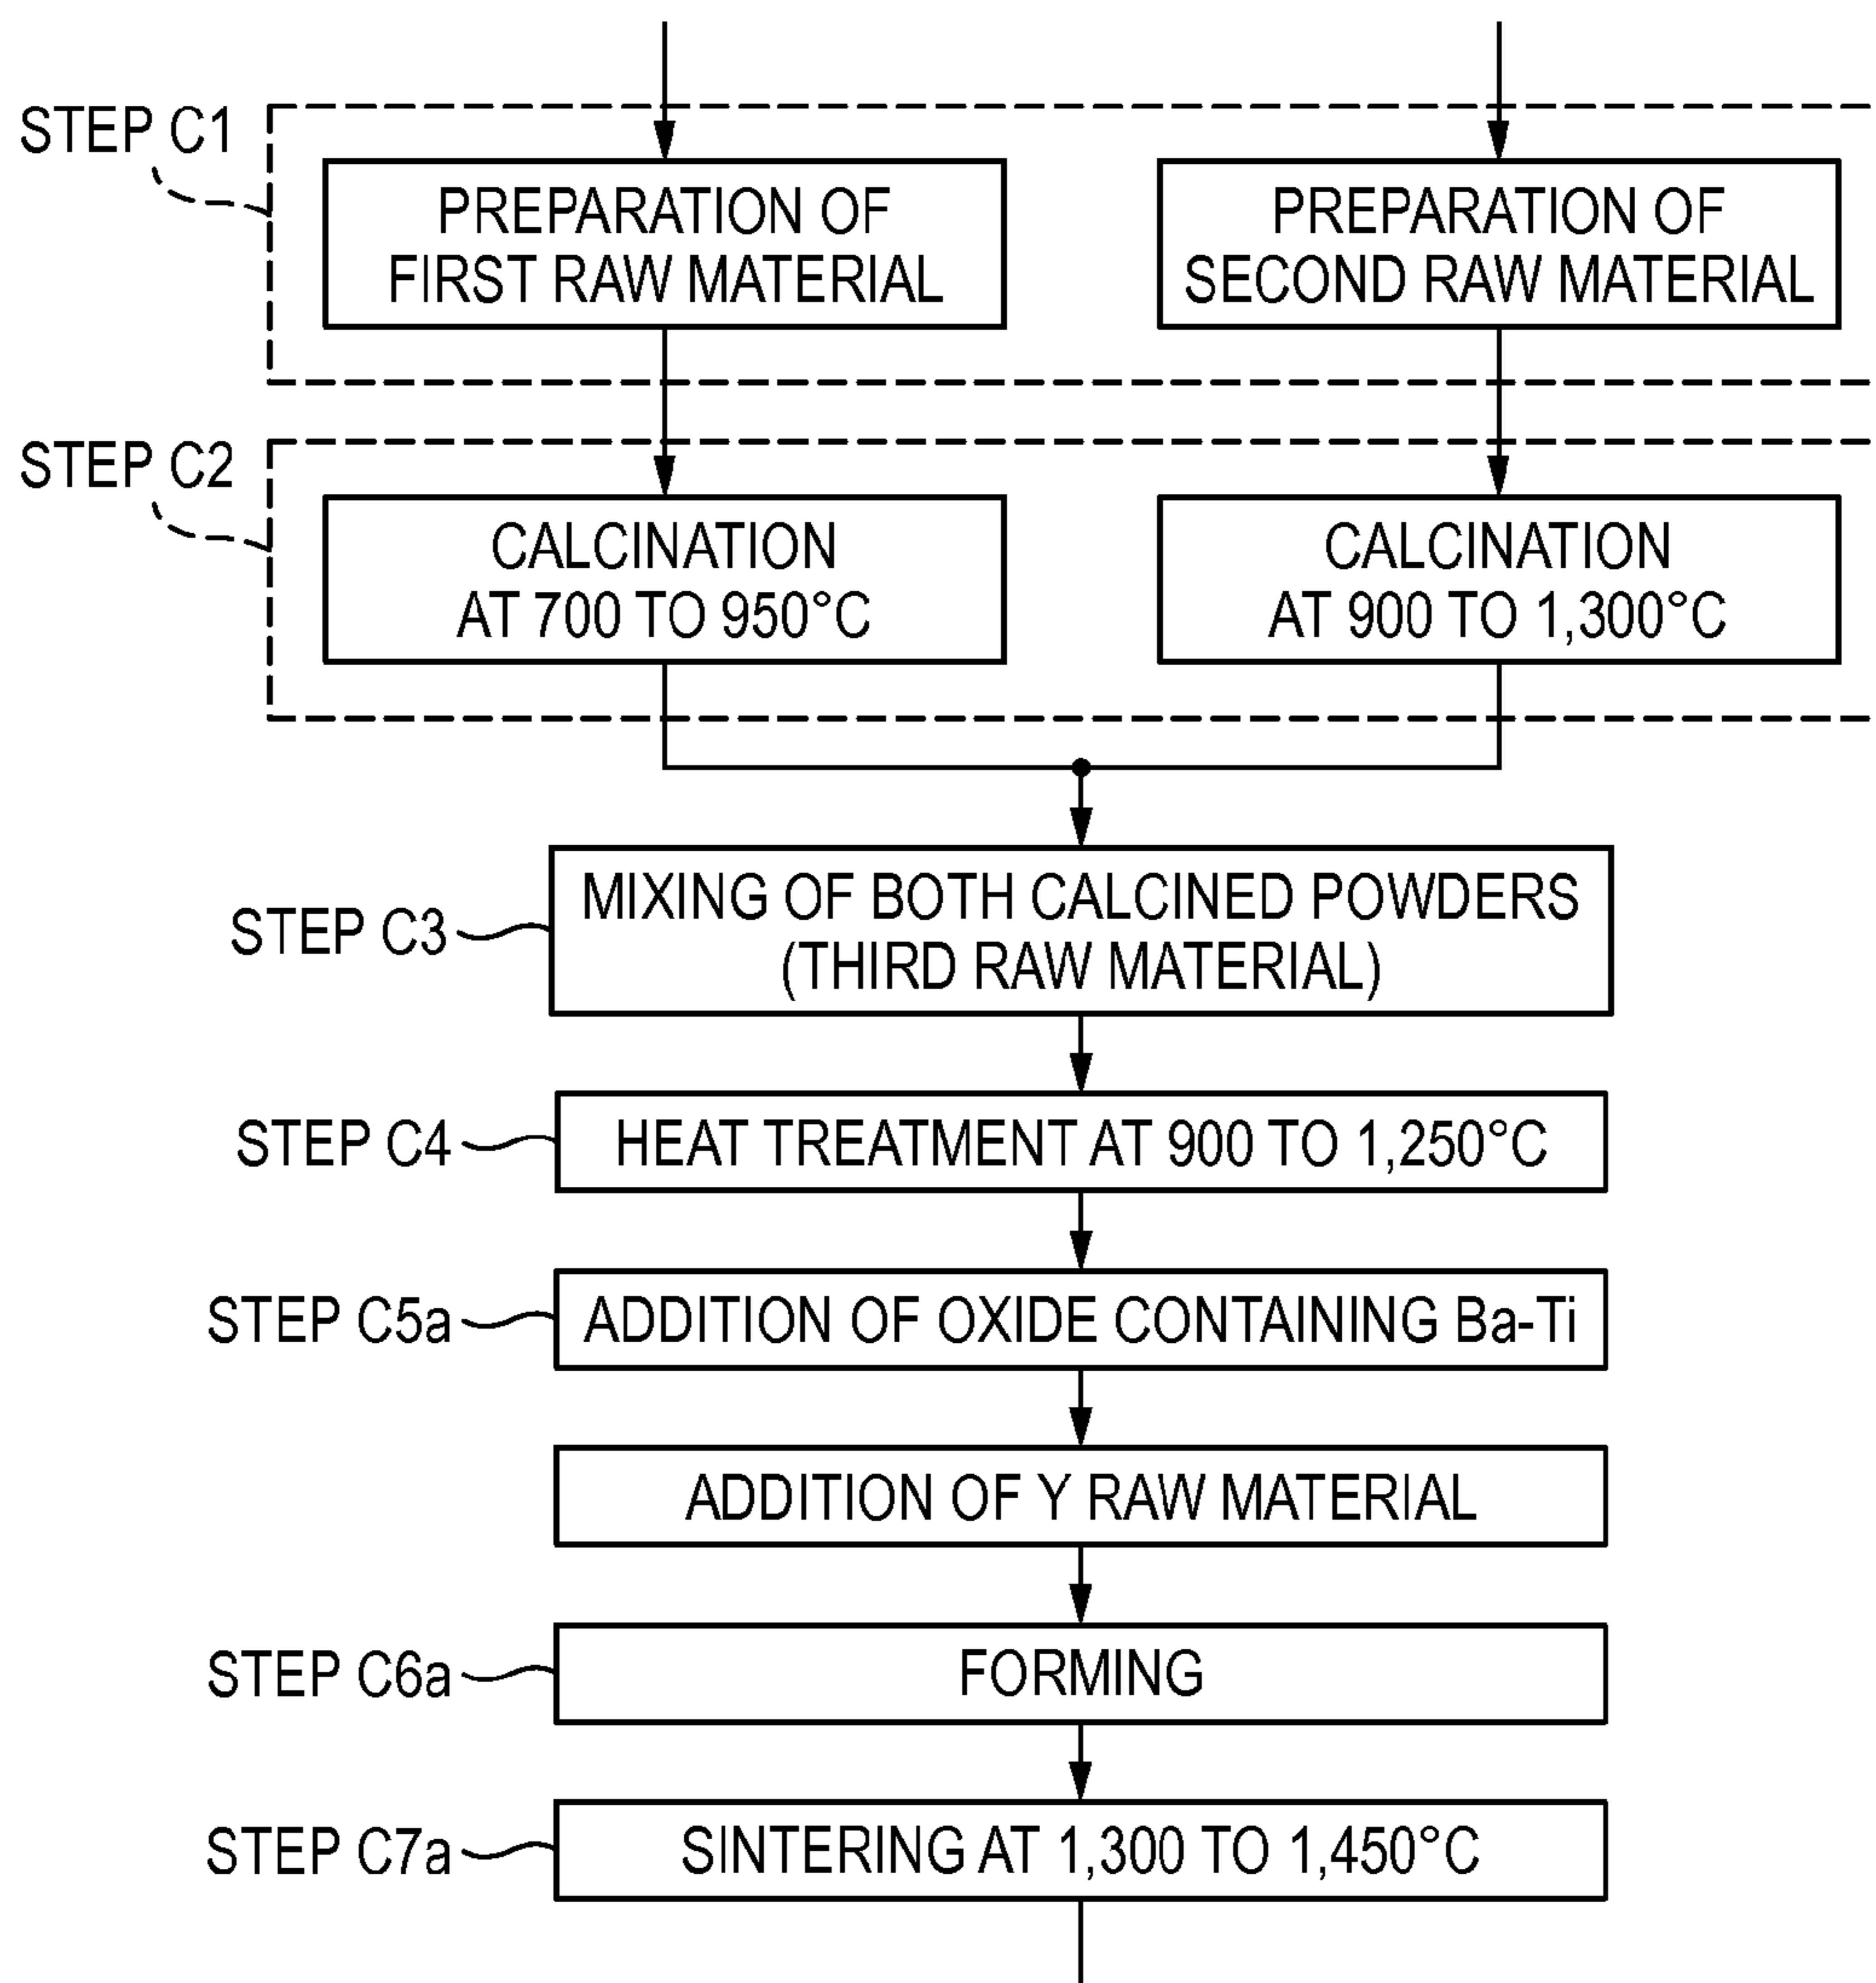 STEP C1
PREPARATION OF
FIRST RAW MATERIAL
PREPARATION OF
SECOND RAW MATERIAL
STEP C2
CALCINATION
AT 700 TO 950°C
CALCINATION
AT 900 TO 1,300°C
STEP C3
MIXING OF BOTH CALCINED POWDERS
(THIRD RAW MATERIAL)
STEP C4
HEAT TREATMENT AT 900 TO 1,250°C
STEP C5a
ADDITION OF OXIDE CONTAINING Ba-Ti
ADDITION OF Y RAW MATERIAL
STEP C6a
FORMING
STEP C7a
SINTERING AT 1,300 TO 1,450°C